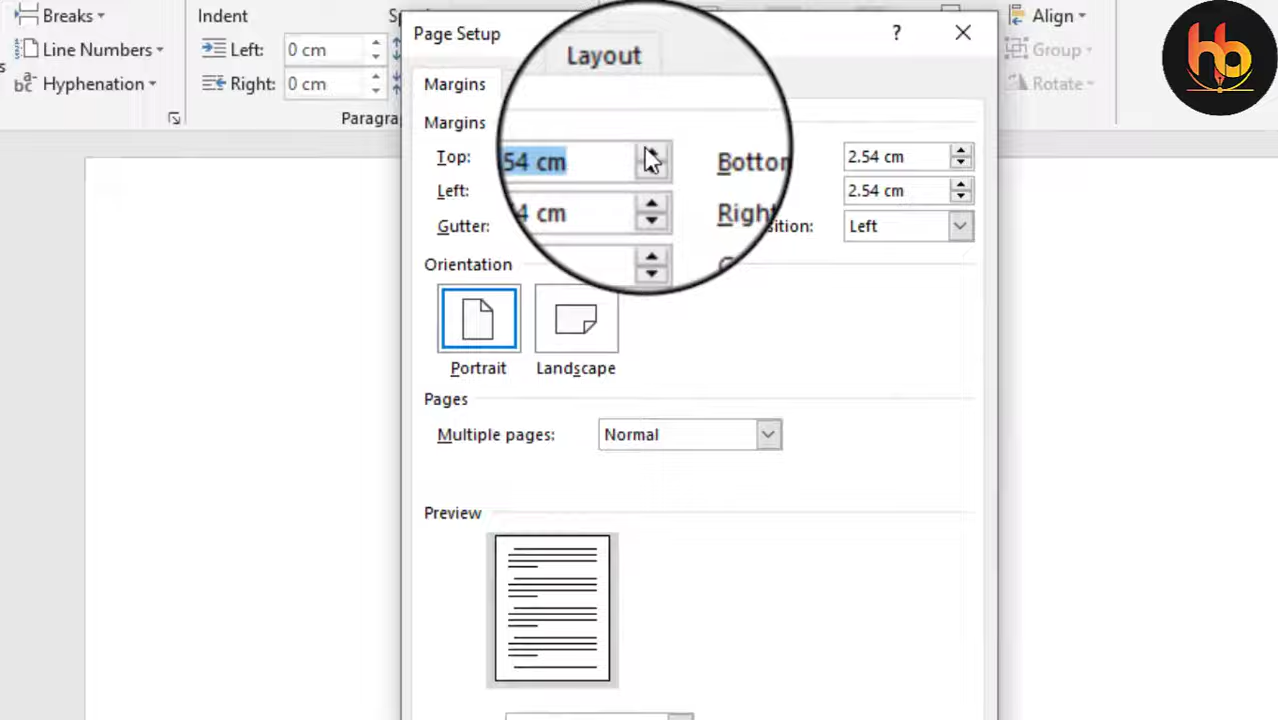 Breaks
Indent
Align
Line Numbers
Left: 0 cm
Group
Hyphenation
Right: 0 cm
Rotate
Page Setup
?
Layout
Margins
Margins
Top: 54 cm
Bottom 2.54 cm
Left: 4 cm
Right 2.54 cm
Gutter:
Left
Orientation
Portrait
Landscape
Pages
Multiple pages: Normal
Preview